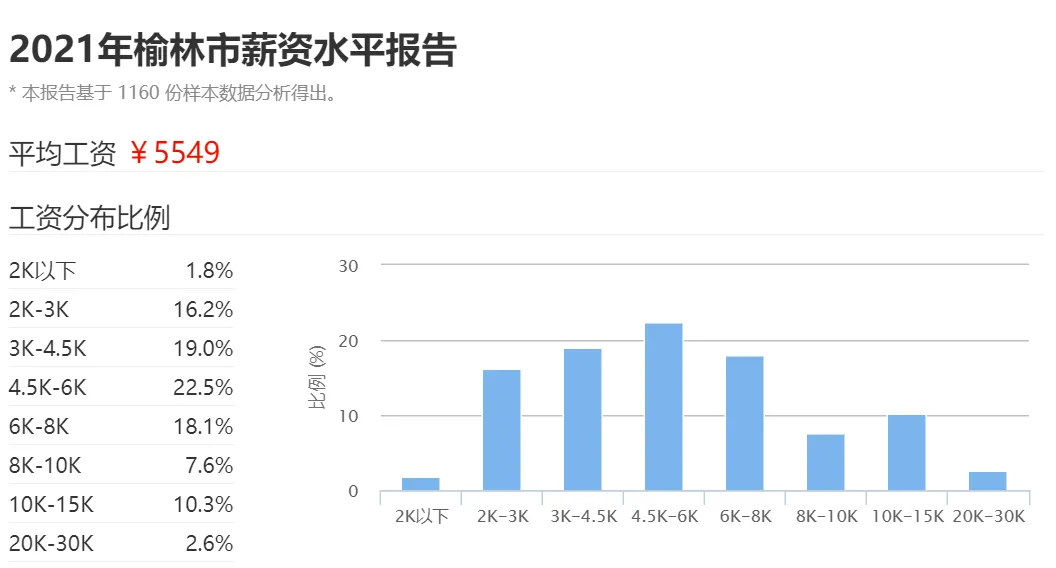 2021年榆林市薪资水平报告
* 本报告基于 1160 份样本数据分析得出。
平均工资 ￥5549
工资分布比例
2K以下 1.8%
2K-3K 16.2%
3K-4.5K 19.0%
4.5K-6K 22.5%
6K-8K 18.1%
8K-10K 7.6%
10K-15K 10.3%
20K-30K 2.6%
比例 (%)
30
20
10
0
2K以下 2K-3K 3K-4.5K 4.5K-6K 6K-8K 8K-10K 10K-15K 20K-30K